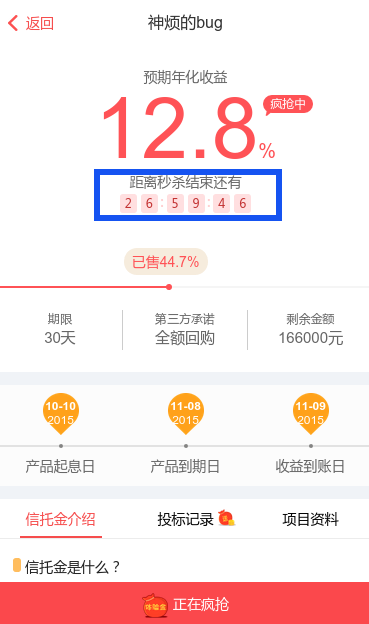 返回
神烦的bug
预期年化收益
12.8%
疯抢中
距离秒杀结束还有
26:59:46
已售44.7%
期限
第三方承诺
剩余金额
30天
全额回购
166000元
10-10
2015
11-08
2015
11-09
2015
产品起息日
产品到期日
收益到账日
信托金介绍
投标记录
项目资料
信托金是什么？
体验金
正在疯抢